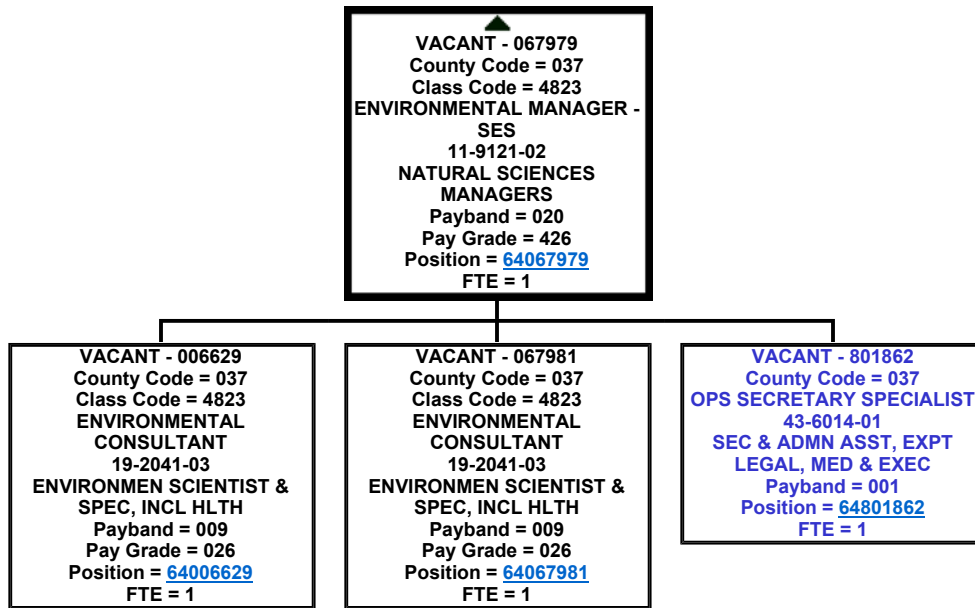 VACANT - 067979
County Code = 037
Class Code = 4823
ENVIRONMENTAL MANAGER -
SES
11-9121-02
NATURAL SCIENCES
MANAGERS
Payband = 020
Pay Grade = 426
Position = 64067979
FTE = 1
VACANT - 006629
County Code = 037
Class Code = 4823
ENVIRONMENTAL
CONSULTANT
19-2041-03
ENVIRONMEN SCIENTIST &
SPEC, INCL HLTH
Payband = 009
Pay Grade = 026
Position = 64006629
FTE = 1
VACANT - 067981
County Code = 037
Class Code = 4823
ENVIRONMENTAL
CONSULTANT
19-2041-03
ENVIRONMEN SCIENTIST &
SPEC, INCL HLTH
Payband = 009
Pay Grade = 026
Position = 64067981
FTE = 1
VACANT - 801862
County Code = 037
OPS SECRETARY SPECIALIST
43-6014-01
SEC & ADMN ASST, EXPT
LEGAL, MED & EXEC
Payband = 001
Position = 64801862
FTE = 1